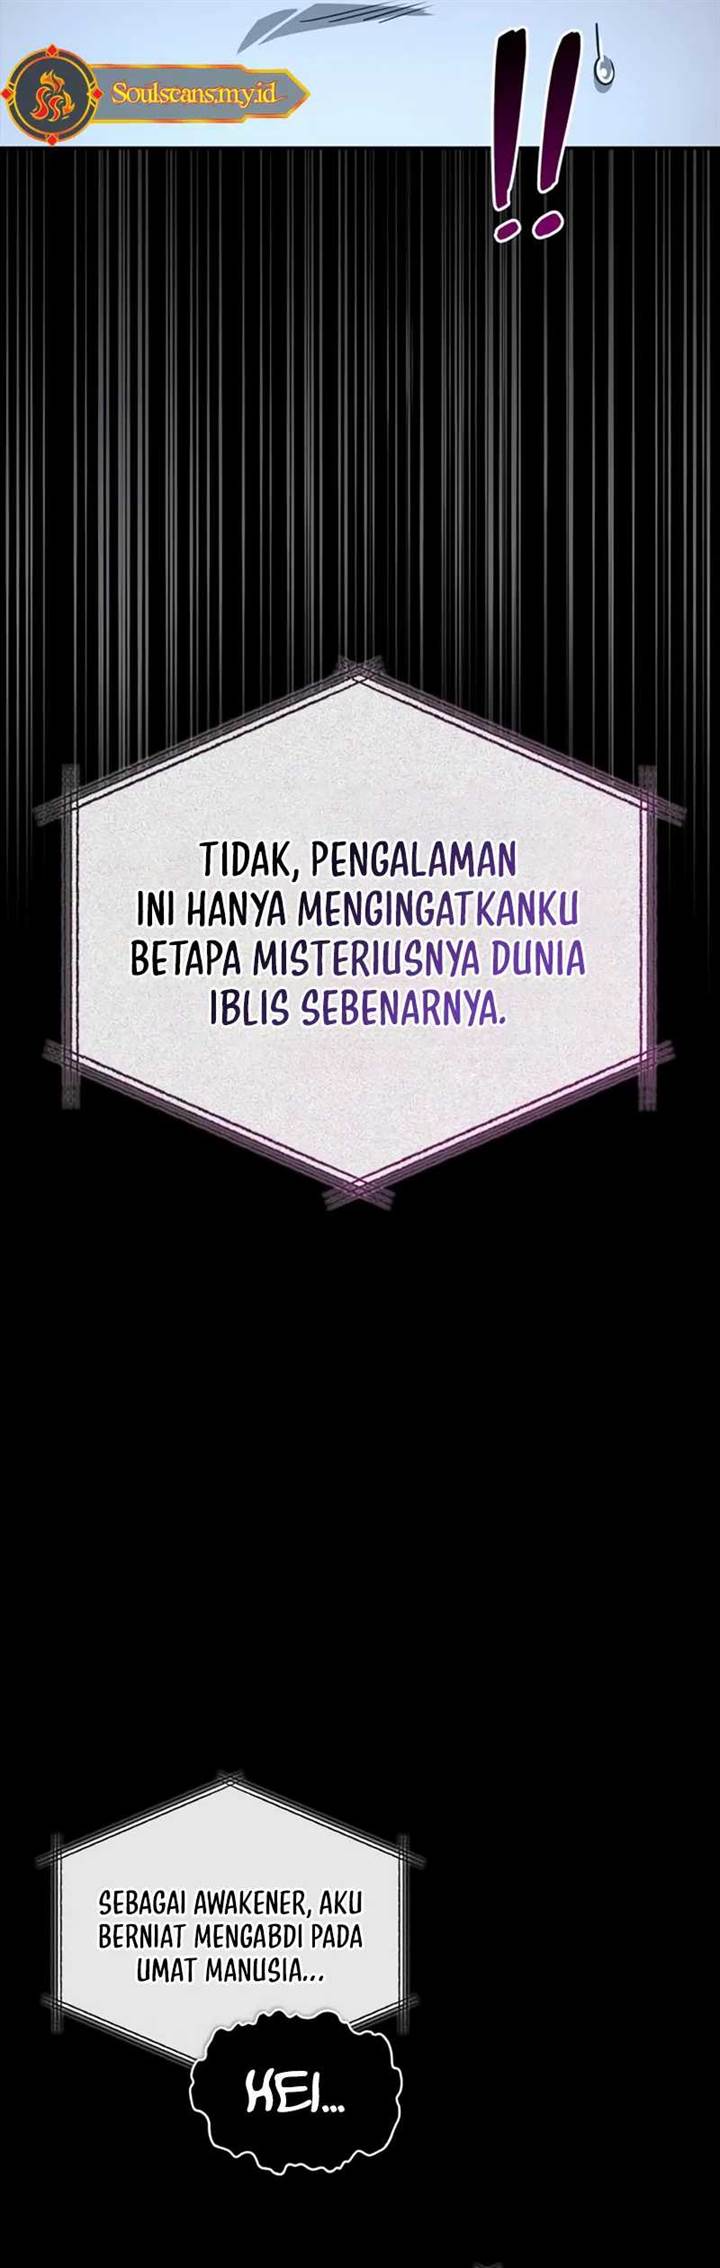 Soulscans.my.id
!!
TIDAK, PENGALAMAN
INI HANYA MENGINGATKANKU
BETAPA MISTERIUSNYA DUNIA
IBLIS SEBENARNYA.
SEBAGAI AWAKENER, AKU
BERNIAT MENGABDI PADA
UMAT MANUSIA...
HEI...